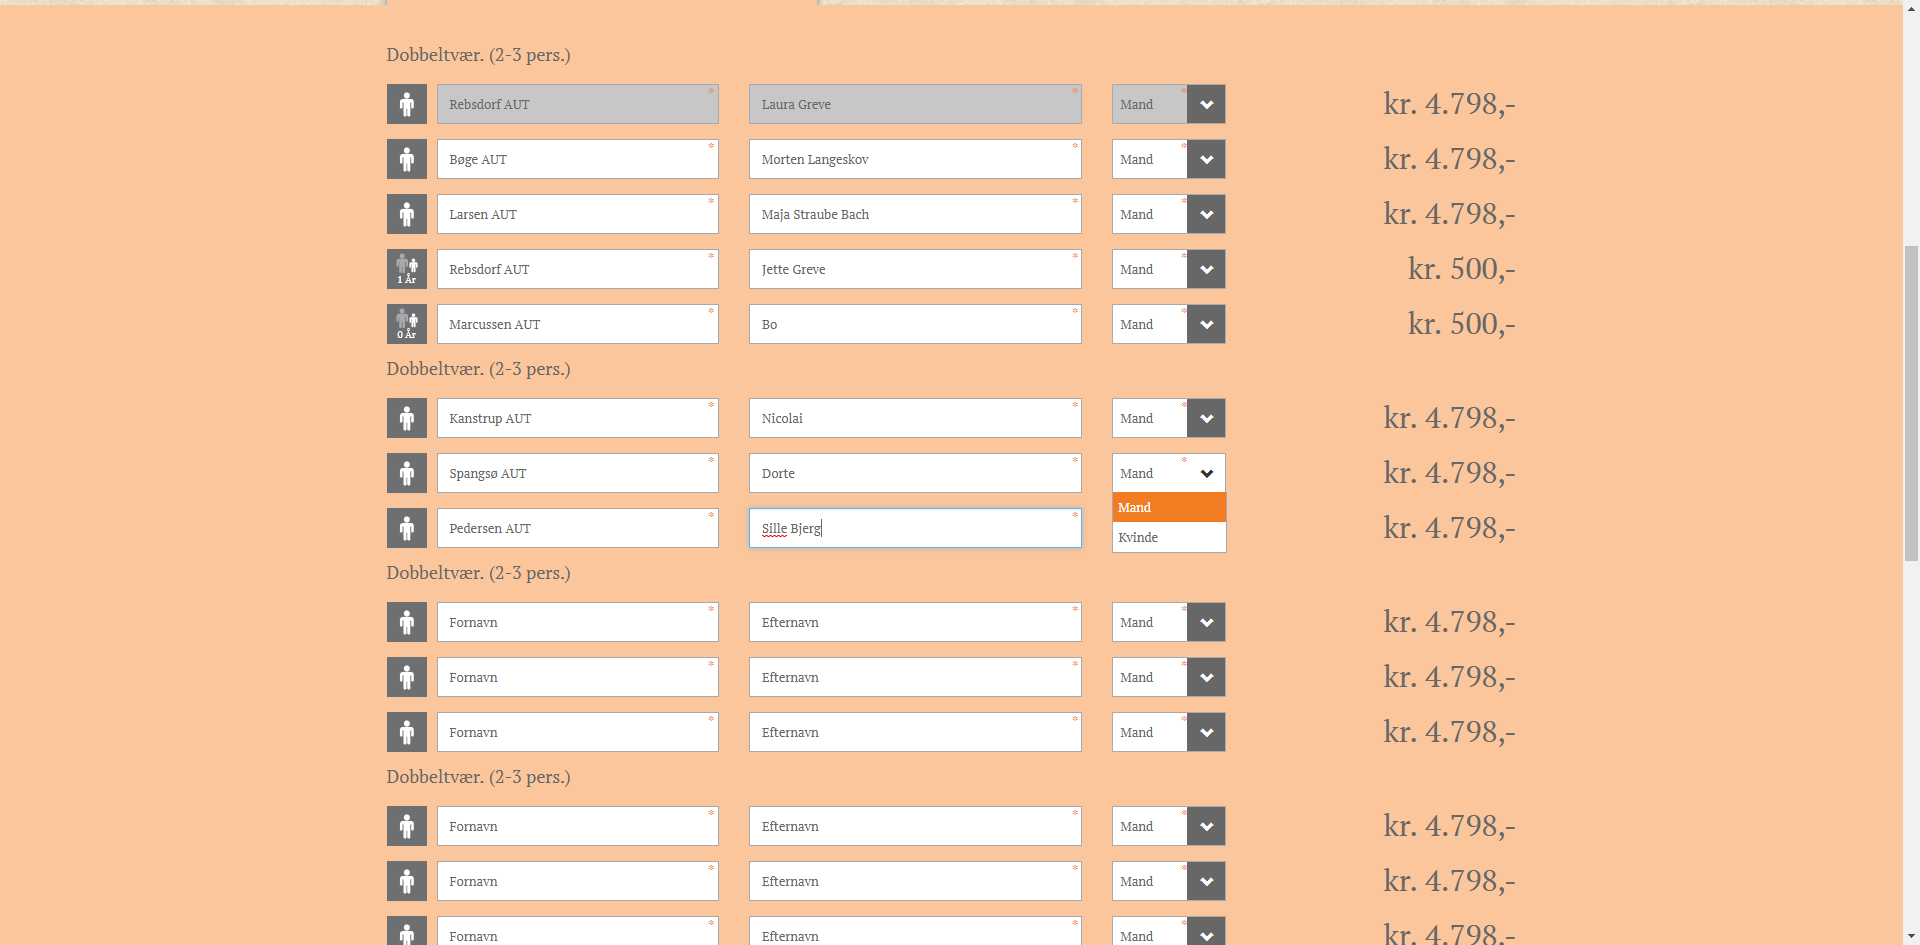 Dobbeltvær. (2-3 pers.)
Rebsdorf AUT * Laura Greve * Mand * kr. 4.798,-
Bøge AUT * Morten Langeskov * Mand * kr. 4.798,-
Larsen AUT * Maja Straube Bach * Mand * kr. 4.798,-
1 År Rebsdorf AUT * Jette Greve * Mand * kr. 500,-
0 År Marcussen AUT * Bo * Mand * kr. 500,-
Dobbeltvær. (2-3 pers.)
Kanstrup AUT * Nicolai * Mand * kr. 4.798,-
Spangsø AUT * Dorte * Mand * kr. 4.798,-
Mand
Pedersen AUT * Sille Bjerg * kr. 4.798,-
Kvinde
Dobbeltvær. (2-3 pers.)
Fornavn * Efternavn * Mand * kr. 4.798,-
Fornavn * Efternavn * Mand * kr. 4.798,-
Fornavn * Efternavn * Mand * kr. 4.798,-
Dobbeltvær. (2-3 pers.)
Fornavn * Efternavn * Mand * kr. 4.798,-
Fornavn * Efternavn * Mand * kr. 4.798,-
Fornavn * Efternavn * Mand * kr. 4.798,-